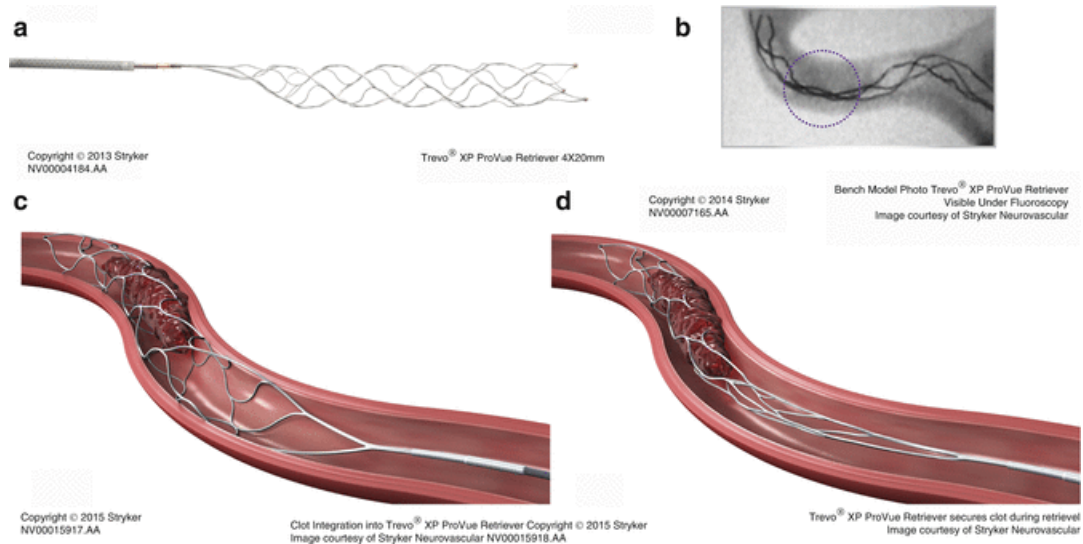 a
b
Copyright © 2013 Stryker
NV00004184.AA
Trevo® XP ProVue Retriever 4X20mm
c
d
Copyright © 2014 Stryker
NV00007165.AA
Bench Model Photo Trevo® XP ProVue Retriever
Visible Under Fluoroscopy
Image courtesy of Stryker Neurovascular
Copyright © 2015 Stryker
NV00015917.AA
Clot Integration into Trevo® XP ProVue Retriever Copyright © 2015 Stryker
Image courtesy of Stryker Neurovascular NV00015918.AA
Trevo® XP ProVue Retriever secures clot during retrievel
Image courtesy of Stryker Neurovascular